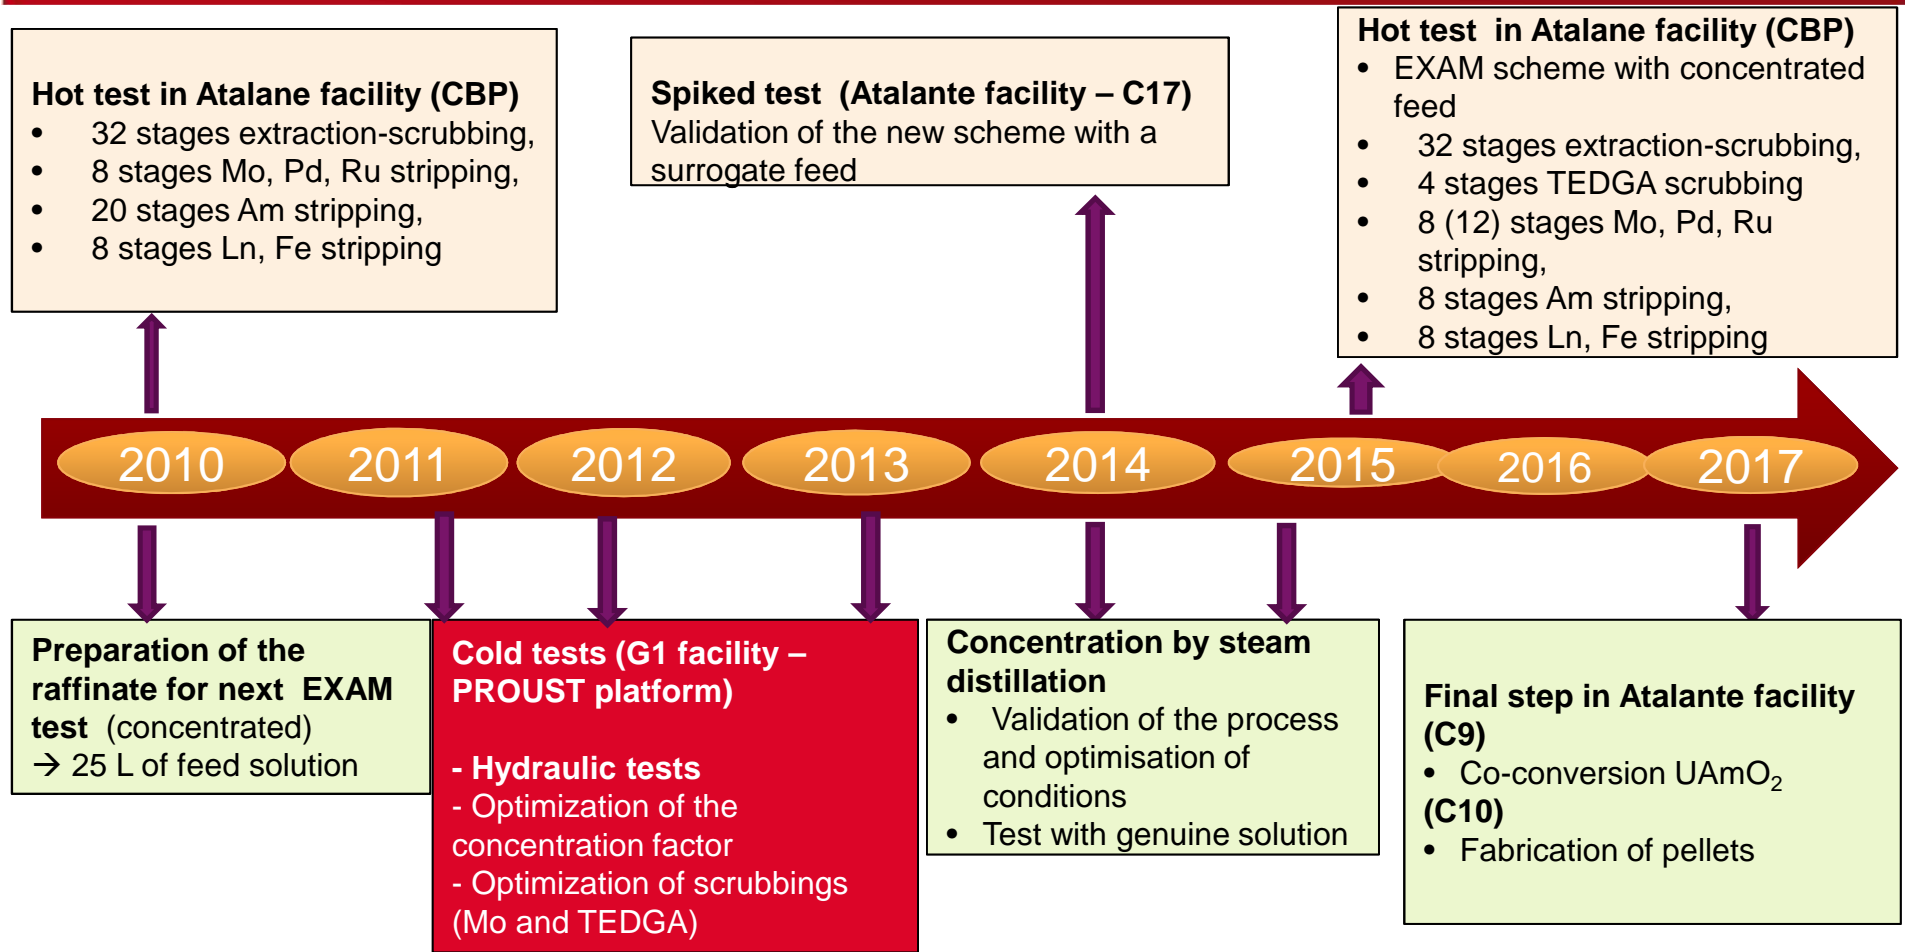 Hot test in Atalane facility (CBP)
• 32 stages extraction-scrubbing,
• 8 stages Mo, Pd, Ru stripping,
• 20 stages Am stripping,
• 8 stages Ln, Fe stripping
Spiked test (Atalante facility – C17)
Validation of the new scheme with a
surrogate feed
Hot test in Atalane facility (CBP)
• EXAM scheme with concentrated
feed
• 32 stages extraction-scrubbing,
• 4 stages TEDGA scrubbing
• 8 (12) stages Mo, Pd, Ru
stripping,
• 8 stages Am stripping,
• 8 stages Ln, Fe stripping
2010 2011 2012 2013 2014 2015 2016 2017
Preparation of the
raffinate for next EXAM
test (concentrated)
→ 25 L of feed solution
Cold tests (G1 facility –
PROUST platform)
- Hydraulic tests
- Optimization of the
concentration factor
- Optimization of scrubbings
(Mo and TEDGA)
Concentration by steam
distillation
• Validation of the process
and optimisation of
conditions
• Test with genuine solution
Final step in Atalante facility
(C9)
• Co-conversion UAmO₂
(C10)
• Fabrication of pellets